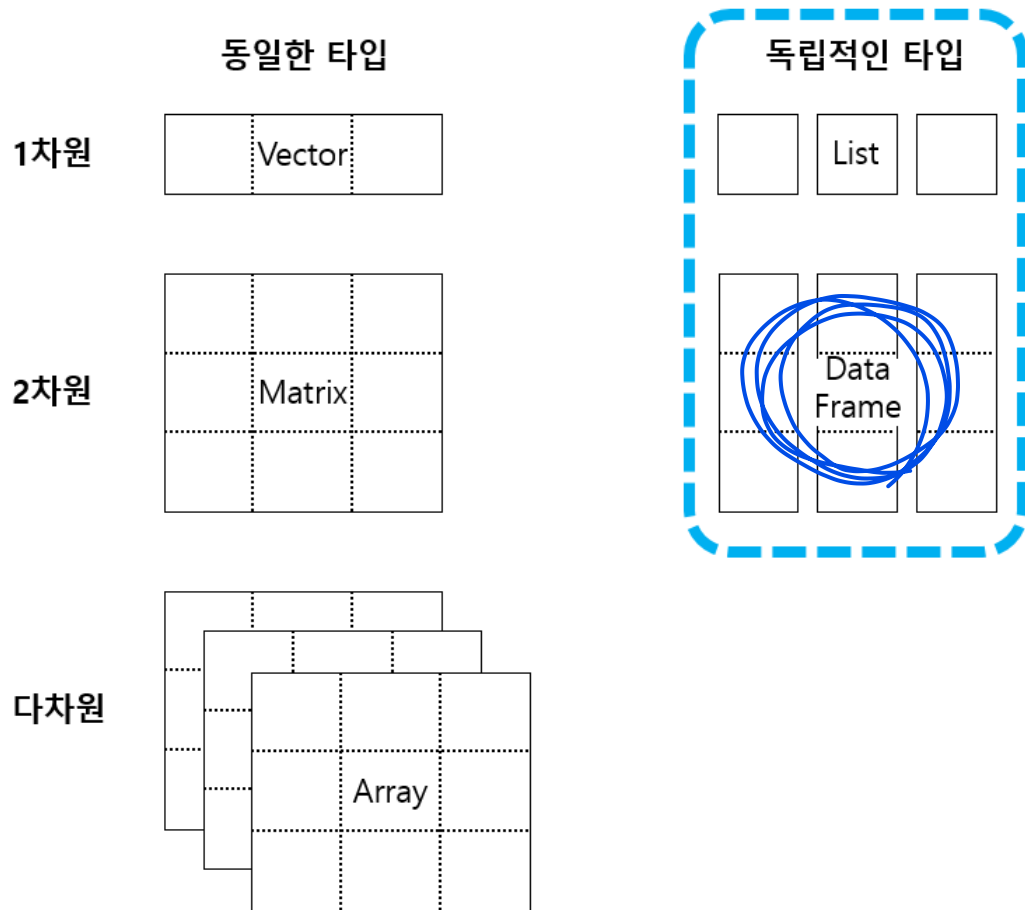 동일한 타입
독립적인 타입
1차원
Vector
List
2차원
Matrix
Data
Frame
다차원
Array